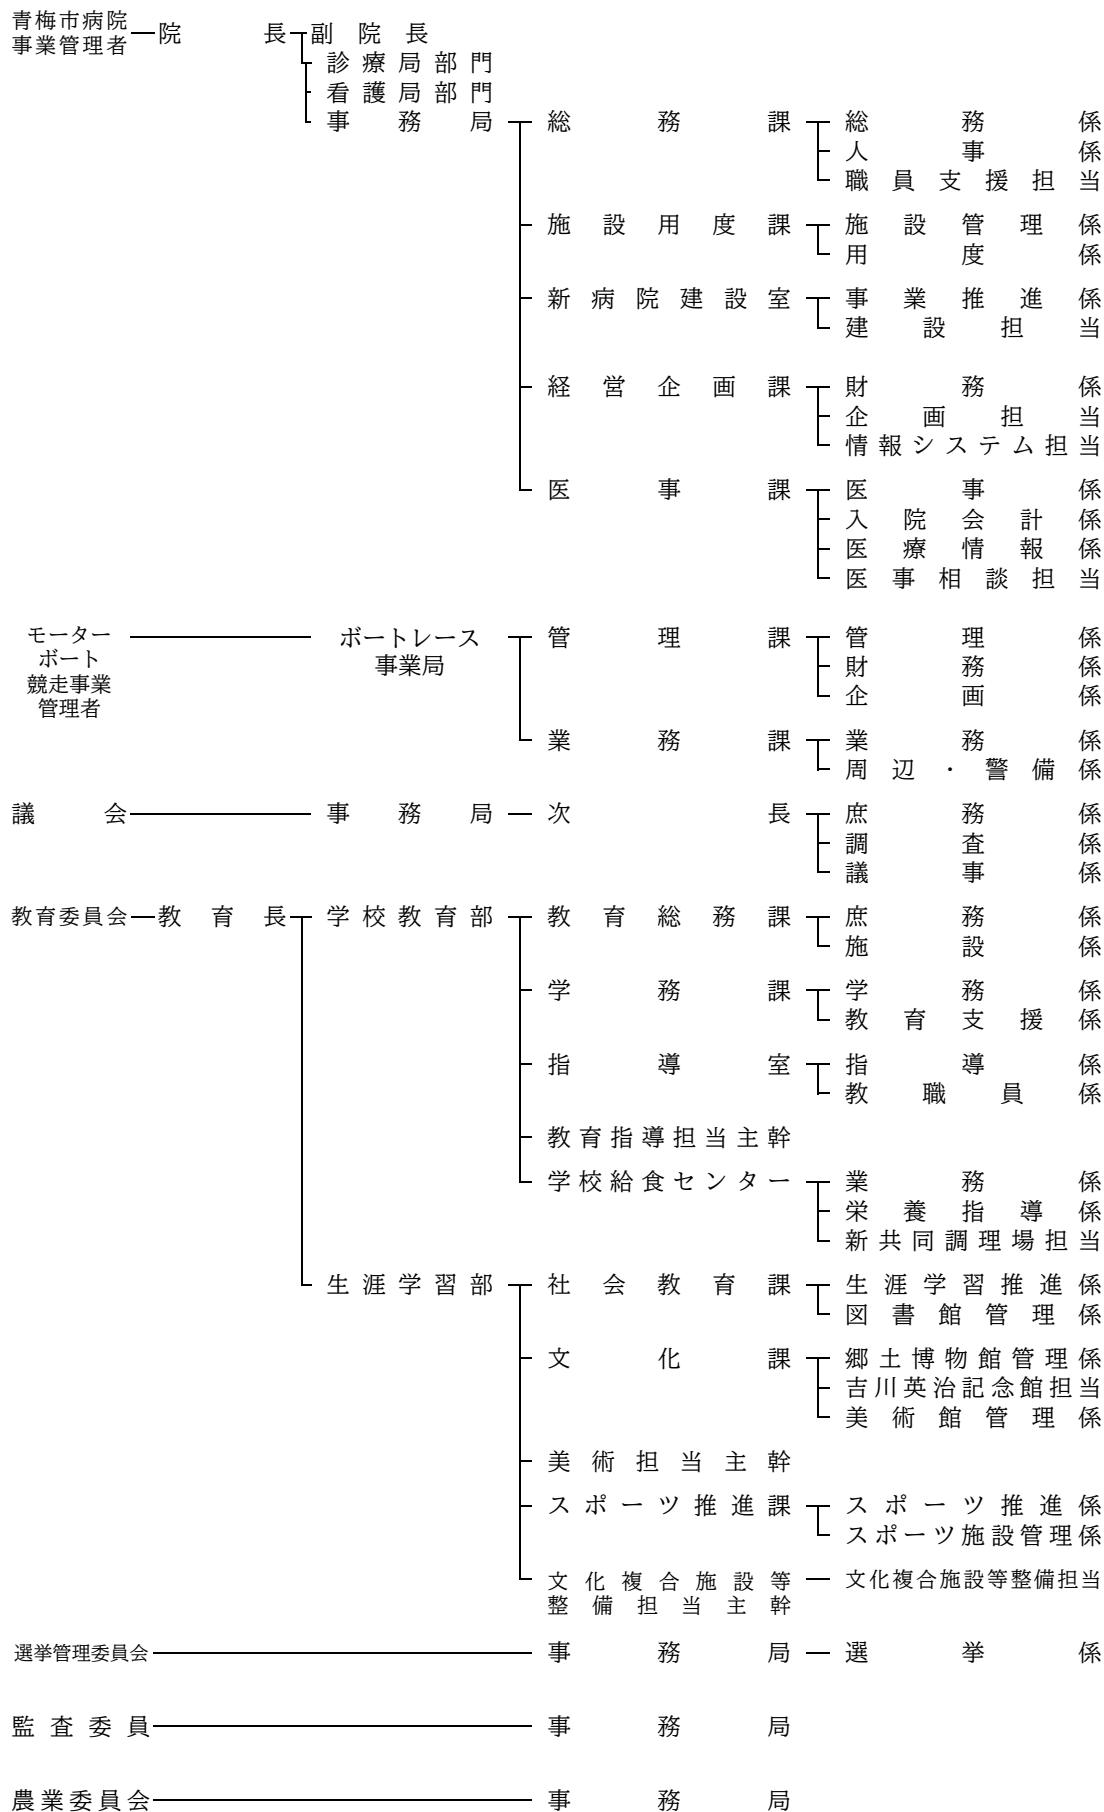 青梅市病院
事業管理者 院長 副院長
診療局部門
看護局部門
事務局 総務課 総務係
人事係
職員支援担当
施設用度課 施設管理係
用度係
新病院建設室 事業推進係
建設担当
経営企画課 財務係
企画担当
情報システム担当
医事課 医事係
入院会計係
医療情報係
医事相談担当
モーター
ボート
競走事業
管理者
ボートレース
事業局
管理課 管理係
財務係
企画係
業務課 業務係
周辺・警備係
議会 事務局 次長 庶務係
調査係
議事係
教育委員会 教育長 学校教育部 教育総務課 庶務係
施設係
学務課 学務係
教育支援係
指導室 指導係
教職員係
教育指導担当主幹
学校給食センター 業務係
栄養指導係
新共同調理場担当
生涯学習部 社会教育課 生涯学習推進係
図書館管理係
文化課 郷土博物館管理係
吉川英治記念館担当
美術館管理係
美術担当主幹
スポーツ推進課 スポーツ推進係
スポーツ施設管理係
文化複合施設等
整備担当主幹
文化複合施設等整備担当
選挙管理委員会 事務局 選挙係
監査委員 事務局
農業委員会 事務局